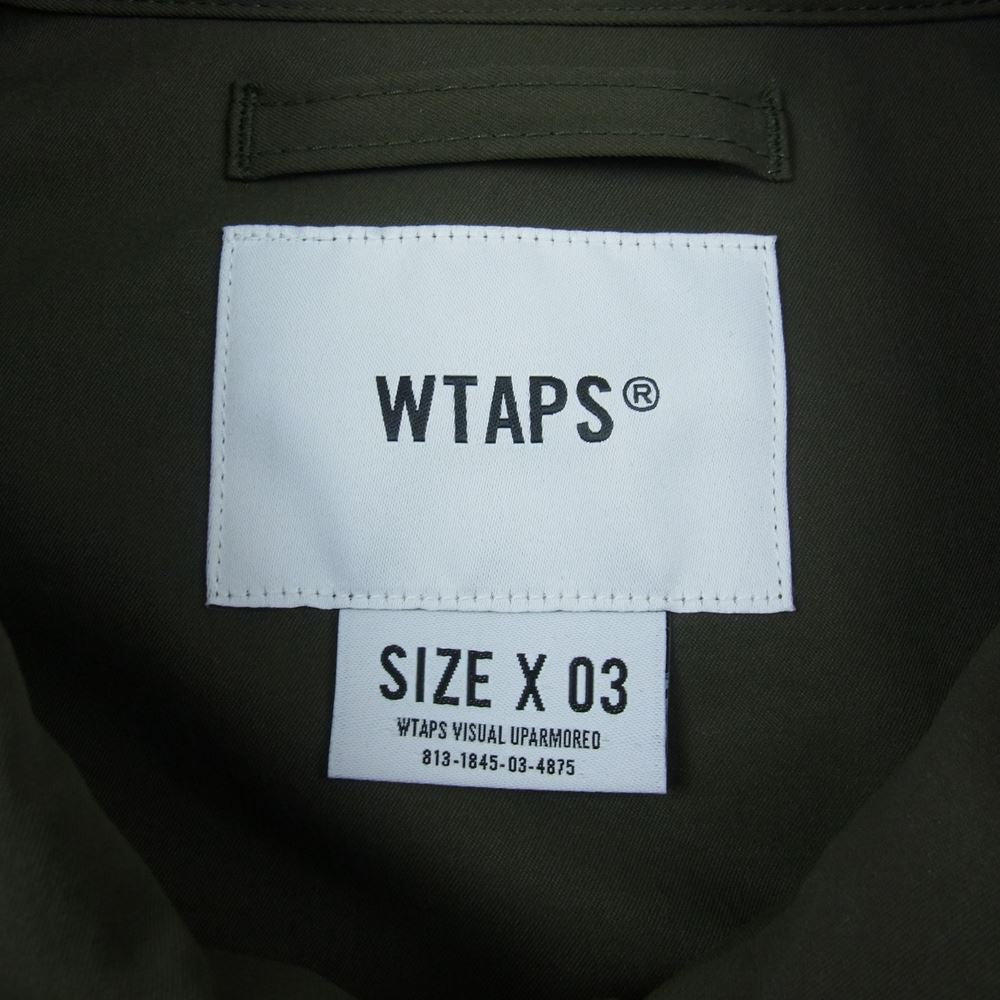 WTAPS®
SIZE X 03
WTAPS VISUAL UPARMORED
813-1845-03-4875